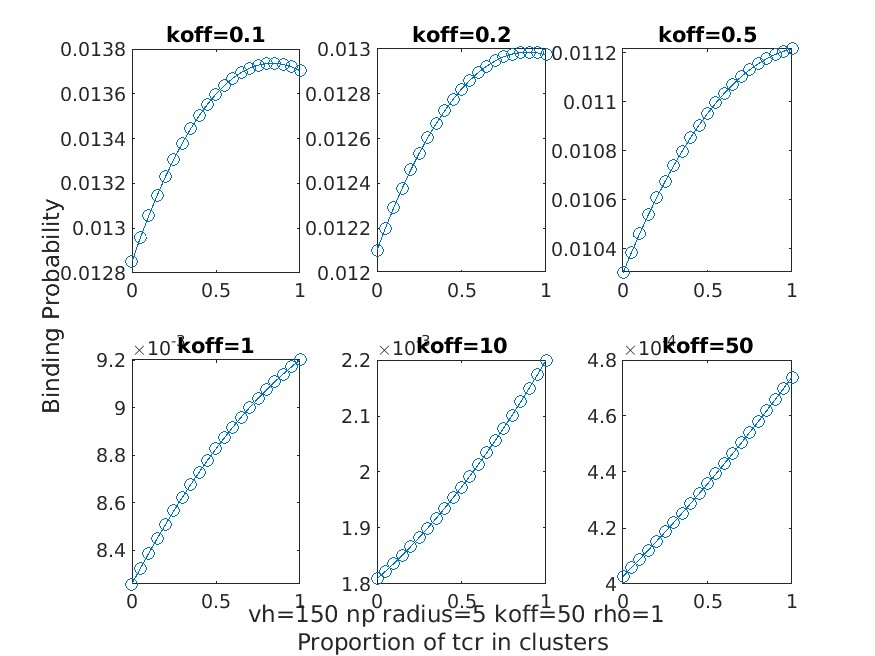 koff=0.1
koff=0.2
koff=0.5
0.0138
0.0136
0.0134
0.0132
0.013
0.0128
0 0.5 1
0.013
0.0128
0.0126
0.0124
0.0122
0.012
0 0.5 1
0.0112
0.011
0.0108
0.0106
0.0104
0 0.5 1
Binding Probability
×10-3
koff=1
9.2
9
8.8
8.6
8.4
0 0.5 1
×10-3
koff=10
2.2
2.1
2
1.9
1.8
0 0.5 1
×10-4
koff=50
4.8
4.6
4.4
4.2
4
0 0.5 1
vh=150 np radius=5 koff=50 rho=1
Proportion of tcr in clusters